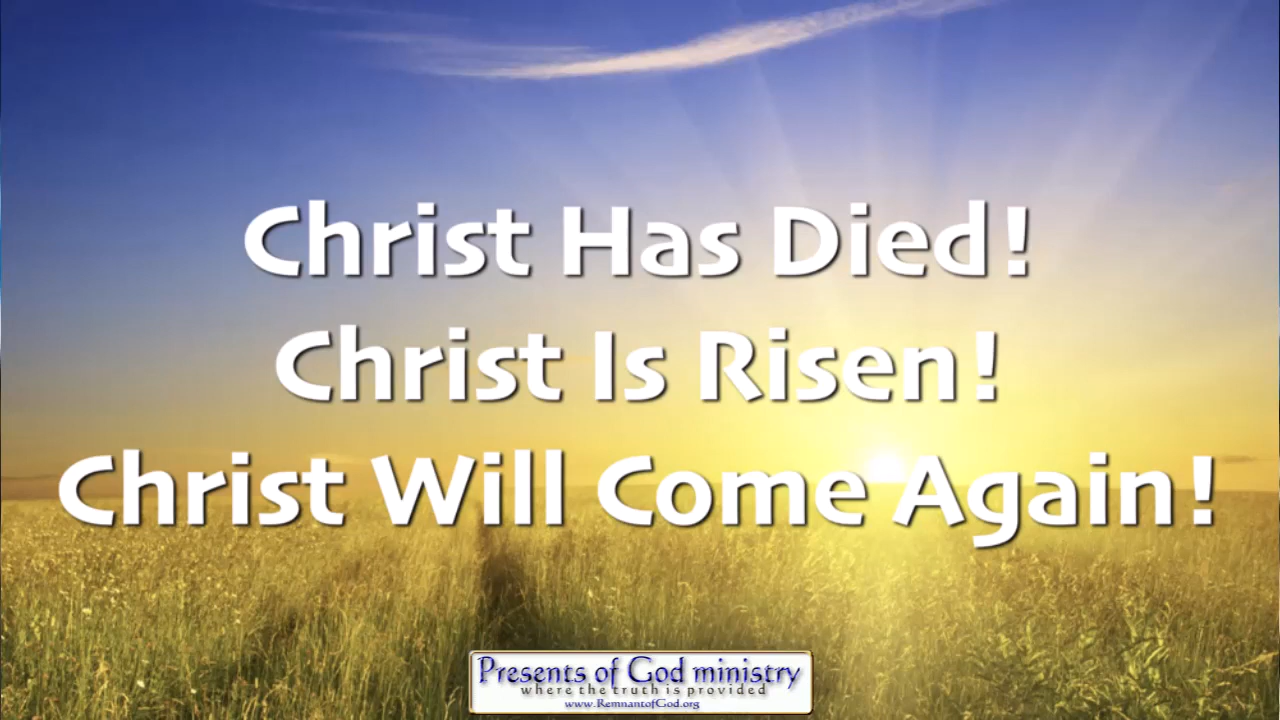 Christ Has Died!
Christ Is Risen!
Christ Will Come Again!
Presents of God ministry
where the truth is provided
www.RemnantofGod.org